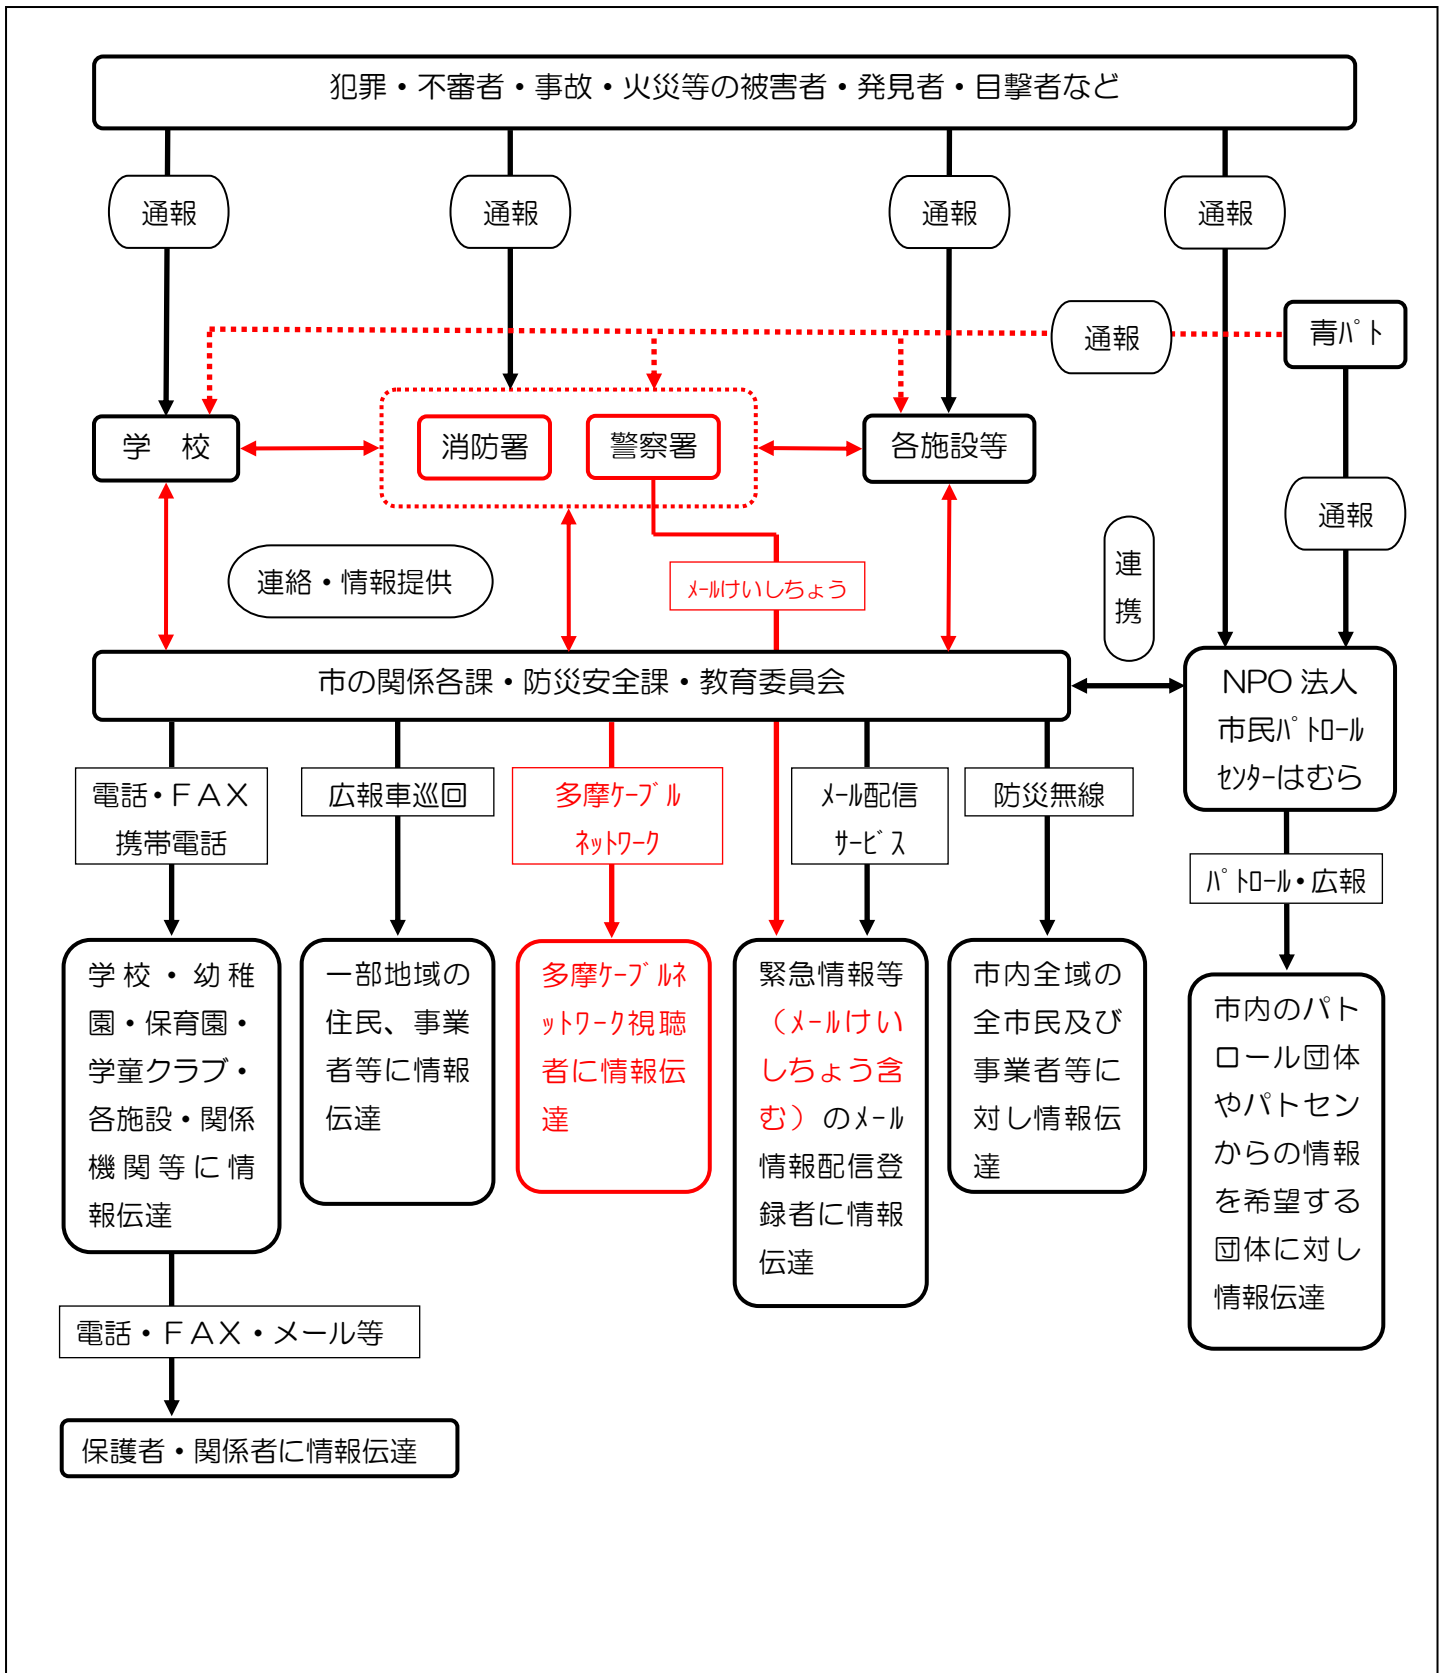 犯罪・不審者・事故・火災等の被害者・発見者・目撃者など
通報
通報
通報
通報
通報
青ﾊﾟﾄ
学　校
消防署
警察署
各施設等
通報
連絡・情報提供
ﾒｰﾙけいしちょう
連
携
市の関係各課・防災安全課・教育委員会
NPO 法人
市民ﾊﾟﾄﾛｰﾙ
ｾﾝﾀｰはむら
電話・ＦＡＸ
携帯電話
広報車巡回
多摩ｹｰﾌﾞﾙ
ﾈｯﾄﾜｰｸ
ﾒｰﾙ配信
ｻｰﾋﾞｽ
防災無線
ﾊﾟﾄﾛｰﾙ・広報
学校・幼稚
園・保育園・
学童クラブ・
各施設・関係
機関等に情
報伝達
一部地域の
住民、事業
者等に情報
伝達
多摩ｹｰﾌﾞﾙﾈ
ｯﾄﾜｰｸ視聴
者に情報伝
達
緊急情報等
（ﾒｰﾙけい
しちょう含
む）のﾒｰﾙ
情報配信登
録者に情報
伝達
市内全域の
全市民及び
事業者等に
対し情報伝
達
市内のパト
ロール団体
やパトセン
からの情報
を希望する
団体に対し
情報伝達
電話・ＦＡＸ・メール等
保護者・関係者に情報伝達